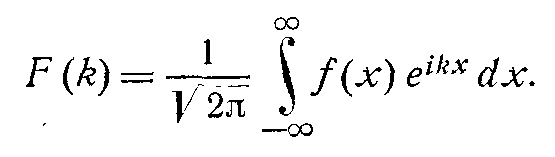 F (k) = 1/√2π ∫_{-∞}^{∞} f(x) e^{ikx} dx.